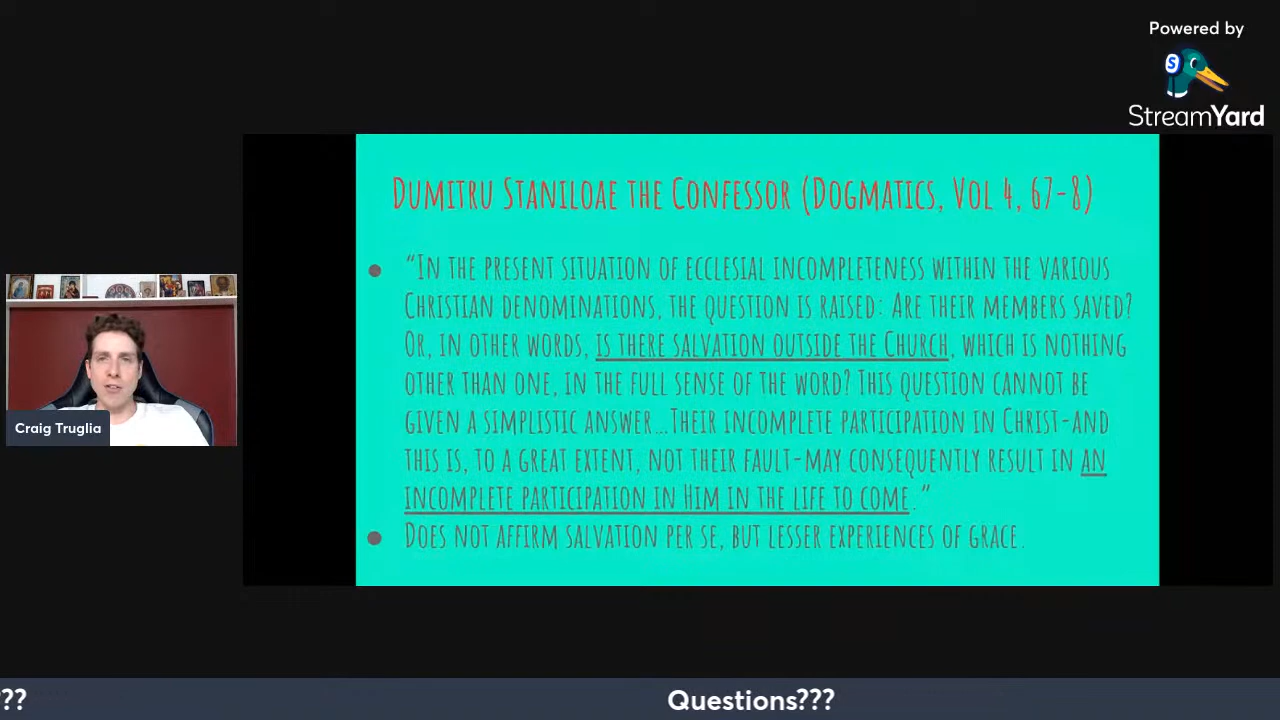 Powered by
S
StreamYard
DUMITRU STANILOAE THE CONFESSOR (DOGMATICS, VOL 4, 67-8)
● “IN THE PRESENT SITUATION OF ECCLESIAL INCOMPLETENESS WITHIN THE VARIOUS
CHRISTIAN DENOMINATIONS, THE QUESTION IS RAISED: ARE THEIR MEMBERS SAVED?
OR, IN OTHER WORDS, IS THERE SALVATION OUTSIDE THE CHURCH, WHICH IS NOTHING
OTHER THAN ONE, IN THE FULL SENSE OF THE WORD? THIS QUESTION CANNOT BE
GIVEN A SIMPLISTIC ANSWER...THEIR INCOMPLETE PARTICIPATION IN CHRIST-AND
THIS IS, TO A GREAT EXTENT, NOT THEIR FAULT-MAY CONSEQUENTLY RESULT IN AN
INCOMPLETE PARTICIPATION IN HIM IN THE LIFE TO COME.”
● DOES NOT AFFIRM SALVATION PER SE, BUT LESSER EXPERIENCES OF GRACE.
Craig Truglia
??? Questions???